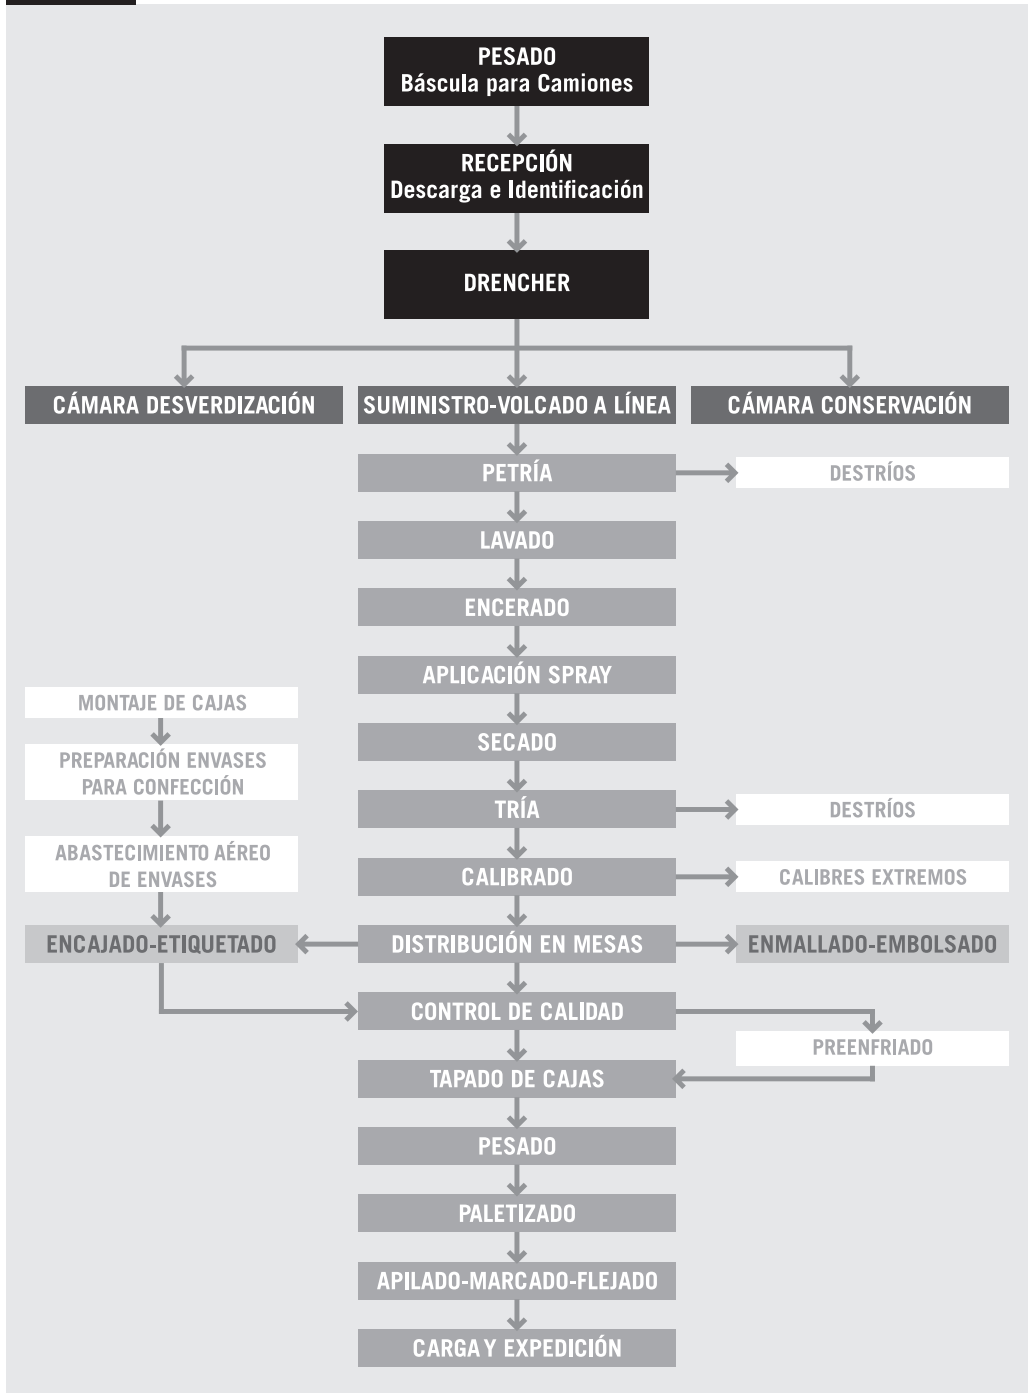 PESADO
Báscula para Camiones
RECEPCIÓN
Descarga e Identificación
DRENCHER
CÁMARA DESVERDIZACIÓN
SUMINISTRO-VOLCADO A LÍNEA
CÁMARA CONSERVACIÓN
PETRÍA
DESTRÍOS
LAVADO
ENCERADO
APLICACIÓN SPRAY
MONTAJE DE CAJAS
SECADO
PREPARACIÓN ENVASES
PARA CONFECCIÓN
TRÍA
DESTRÍOS
ABASTECIMIENTO AÉREO
DE ENVASES
CALIBRADO
CALIBRES EXTREMOS
ENCAJADO-ETIQUETADO
DISTRIBUCIÓN EN MESAS
ENMALLADO-EMBOLSADO
CONTROL DE CALIDAD
PREENFRIADO
TAPADO DE CAJAS
PESADO
PALETIZADO
APILADO-MARCADO-FLEJADO
CARGA Y EXPEDICIÓN